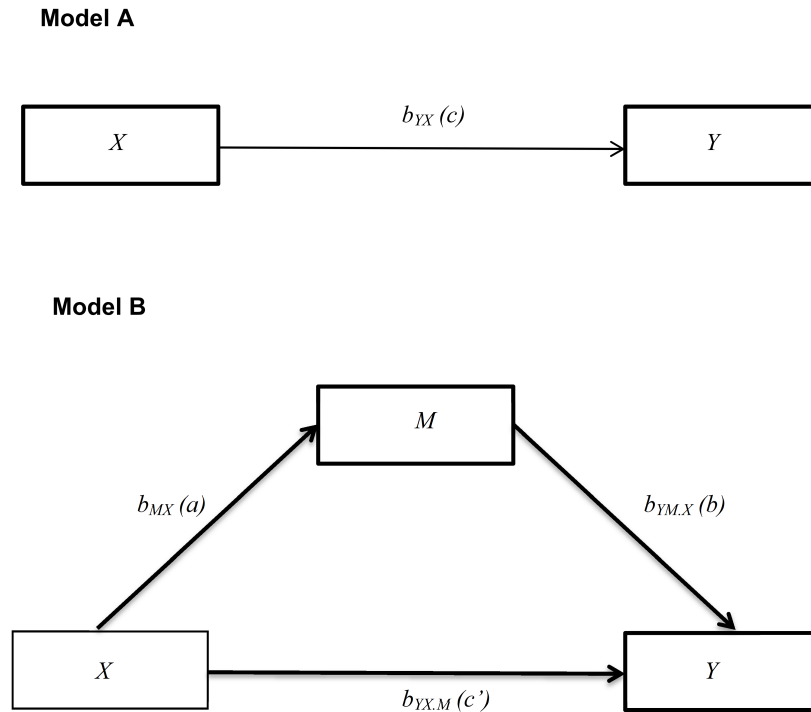 Model A
b_YX (c)
X
Y
Model B
M
b_MX (a)
b_YM.X (b)
X
Y
b_YX.M (c’)